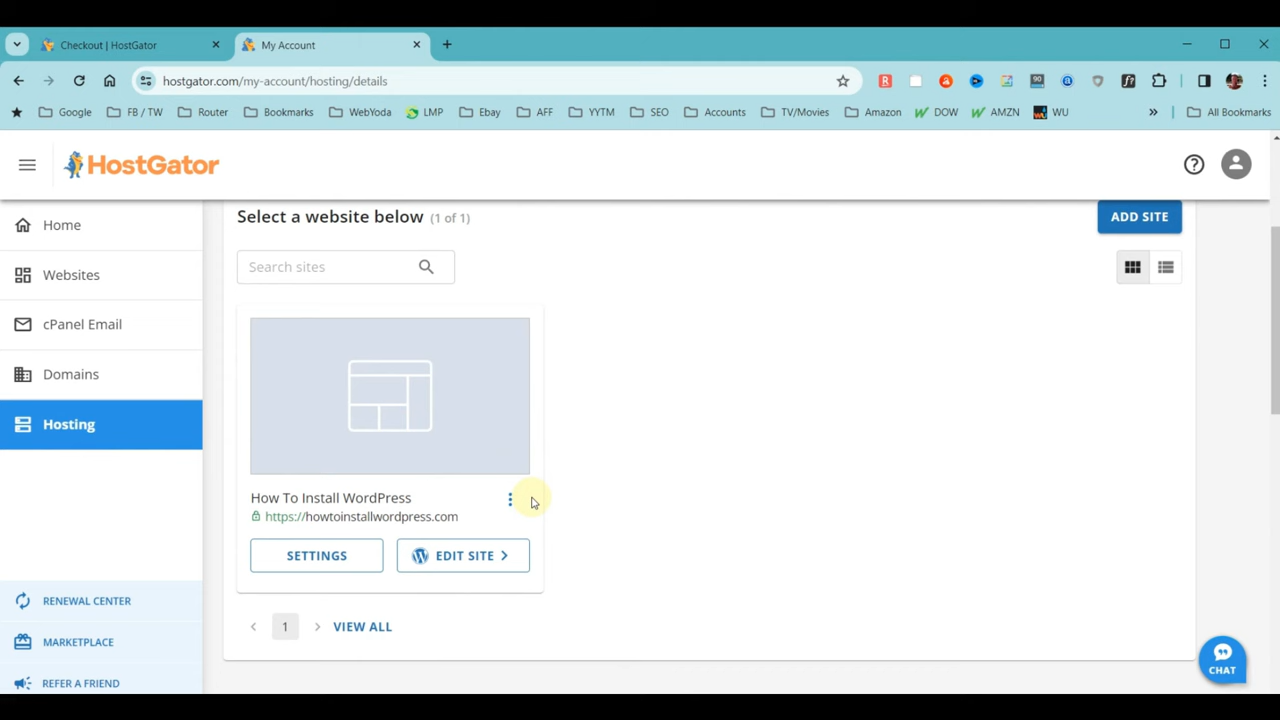 Checkout | HostGator
My Account
hostgator.com/my-account/hosting/details
Google
FB / TW
Router
Bookmarks
WebYoda
LMP
Ebay
AFF
YYTM
SEO
Accounts
TV/Movies
Amazon
DOW
AMZN
WU
All Bookmarks
HostGator
Home
Websites
cPanel Email
Domains
Hosting
RENEWAL CENTER
MARKETPLACE
REFER A FRIEND
Select a website below (1 of 1)
ADD SITE
Search sites
How To Install WordPress
https://howtoinstallwordpress.com
SETTINGS
EDIT SITE
1
VIEW ALL
CHAT